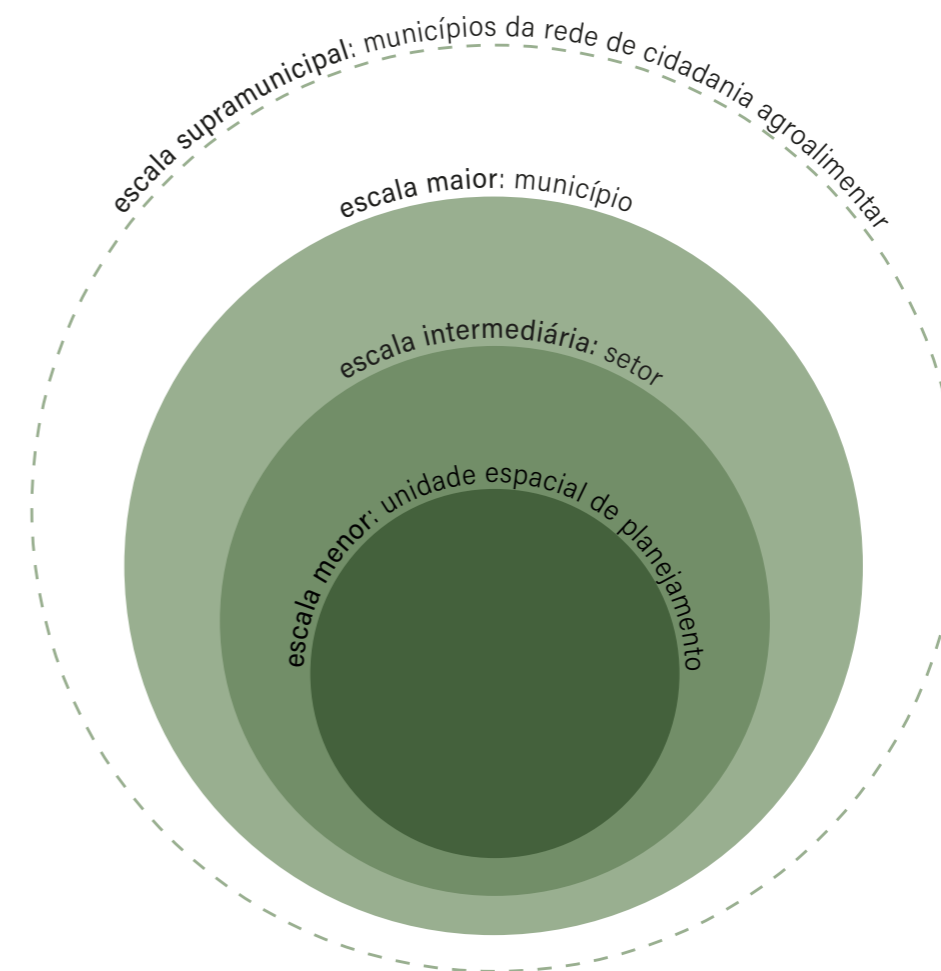 escala supramunicipal: municípios da rede de cidadania agroalimentar
escala maior: município
escala intermediária: setor
escala menor: unidade espacial de planejamento